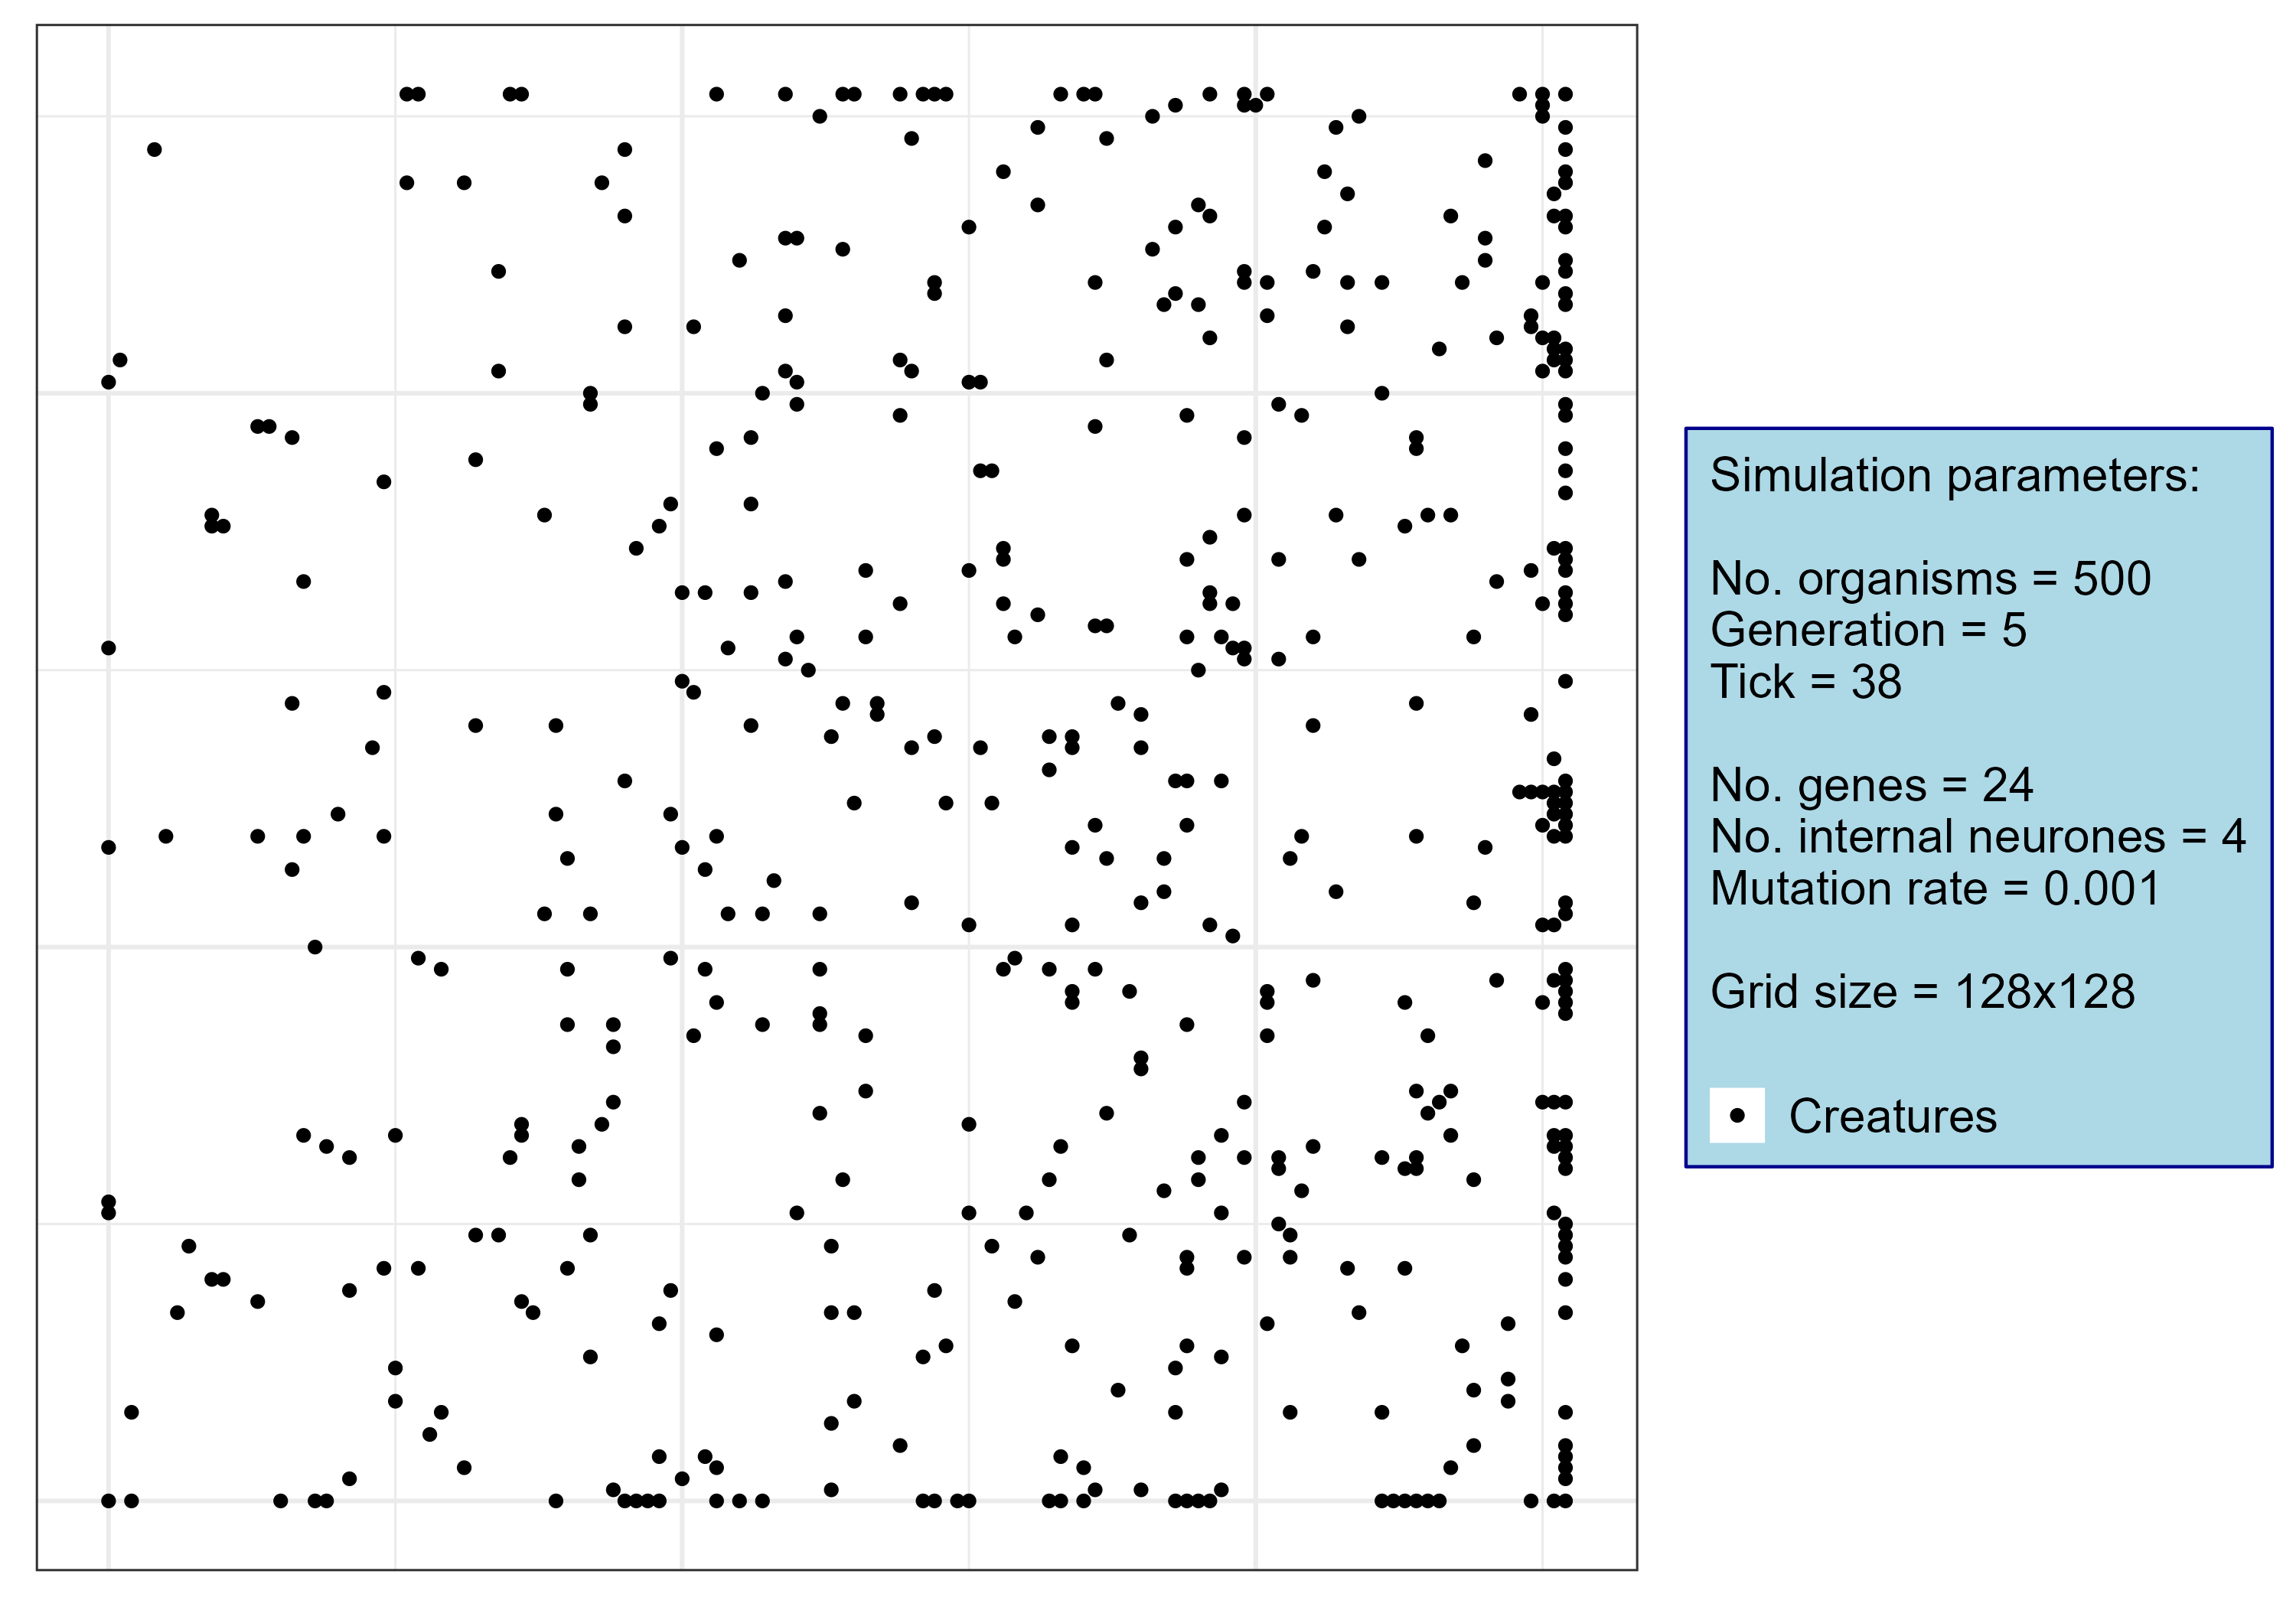 Simulation parameters:
No. organisms = 500
Generation = 5
Tick = 38
No. genes = 24
No. internal neurones = 4
Mutation rate = 0.001
Grid size = 128x128
Creatures